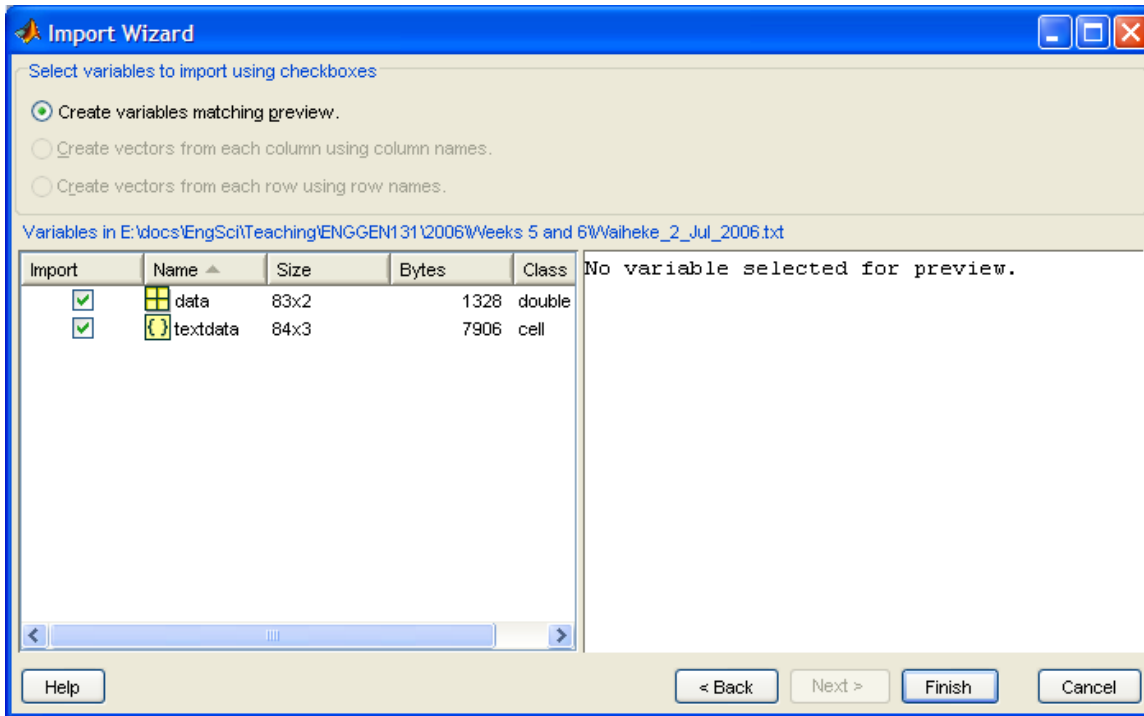 Import Wizard
Select variables to import using checkboxes
Create variables matching preview.
Create vectors from each column using column names.
Create vectors from each row using row names.
Variables in E:\docs\EngSci\Teaching\ENGGEN131\2006\Weeks 5 and 6\Waiheke_2_Jul_2006.txt
Import Name Size Bytes Class
data 83x2 1328 double
textdata 84x3 7906 cell
No variable selected for preview.
Help < Back Next > Finish Cancel